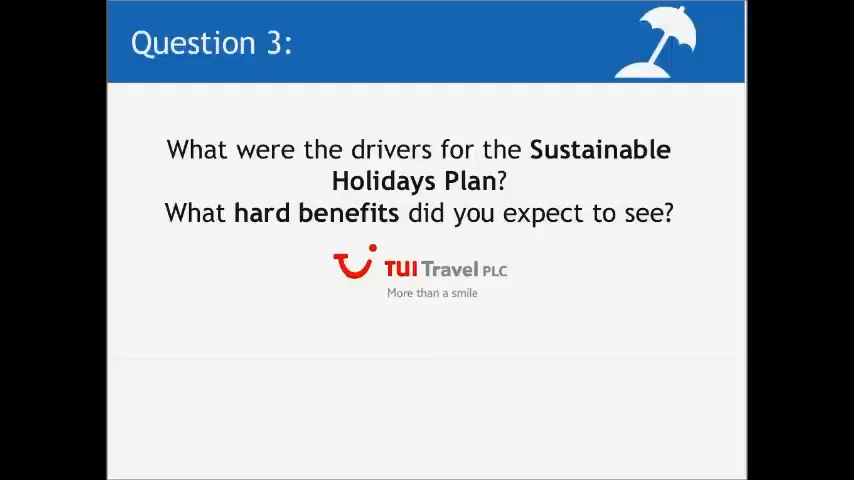 Question 3:
What were the drivers for the Sustainable
Holidays Plan?
What hard benefits did you expect to see?
TUI Travel PLC
More than a smile